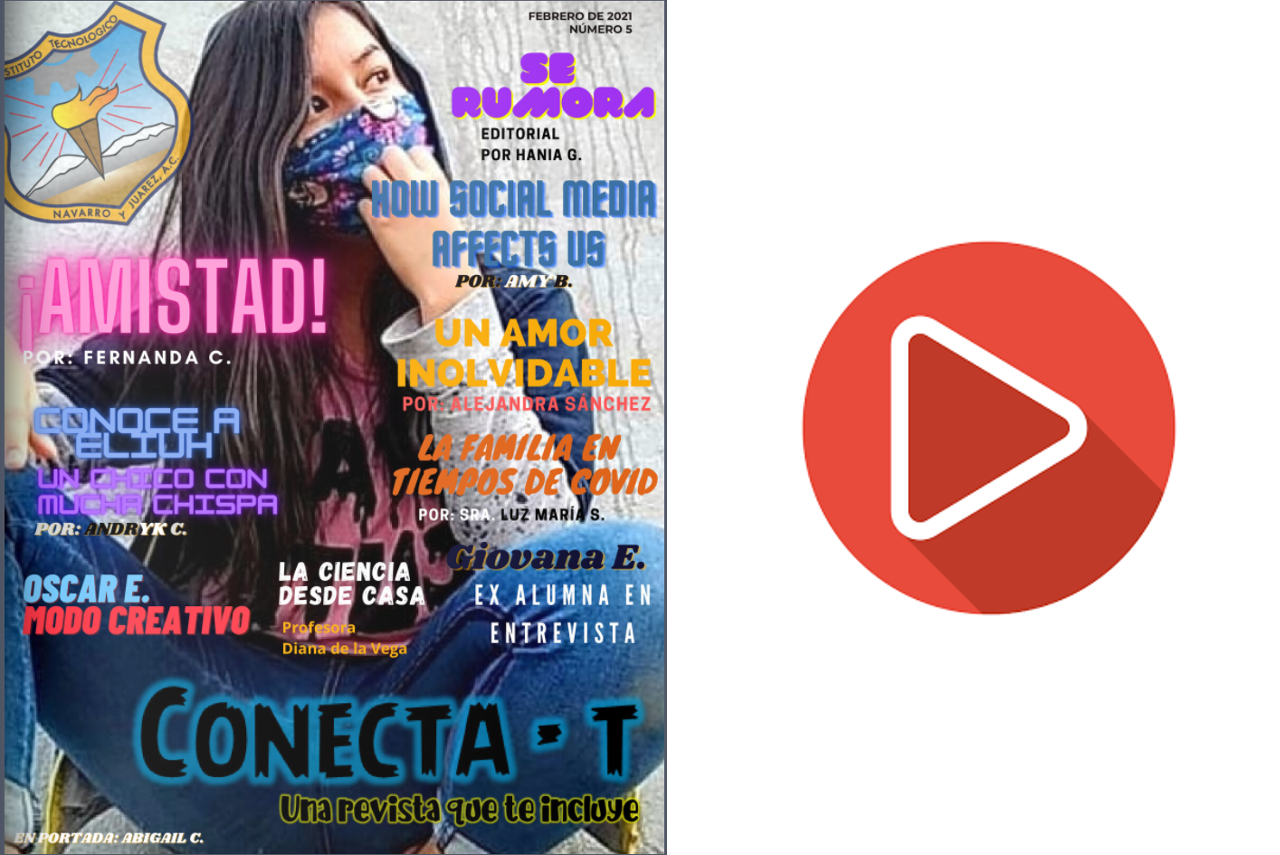 INSTITUTO TECNOLOGICO
NAVARRO Y JUAREZ, A.C.
FEBRERO DE 2021
NÚMERO 5
SE
RUMORA
EDITORIAL
POR HANIA G.
HOW SOCIAL MEDIA
AFFECTS US
POR: AMY B.
¡AMISTAD!
POR: FERNANDA C.
UN AMOR
INOLVIDABLE
POR: ALEJANDRA SÁNCHEZ
CONOCE A
ELIUH
UN CHICO CON
MUCHA CHISPA
POR: ANDRYK C.
LA FAMILIA EN
TIEMPOS DE COVID
POR: SRA. LUZ MARÍA S.
OSCAR E.
MODO CREATIVO
LA CIENCIA
DESDE CASA
Profesora
Diana de la Vega
Giovana E.
EX ALUMNA EN
ENTREVISTA
CONECTA - T
Una revista que te incluye
EN PORTADA: ABIGAIL C.